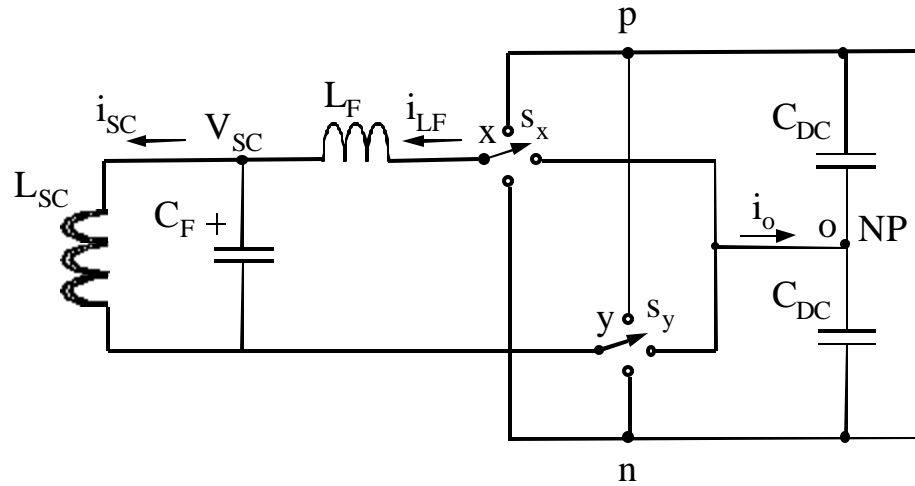 p
i_SC
V_SC
L_F
i_LF
x
s_x
C_DC
L_SC
C_F +
i_o
o
NP
C_DC
y
s_y
n